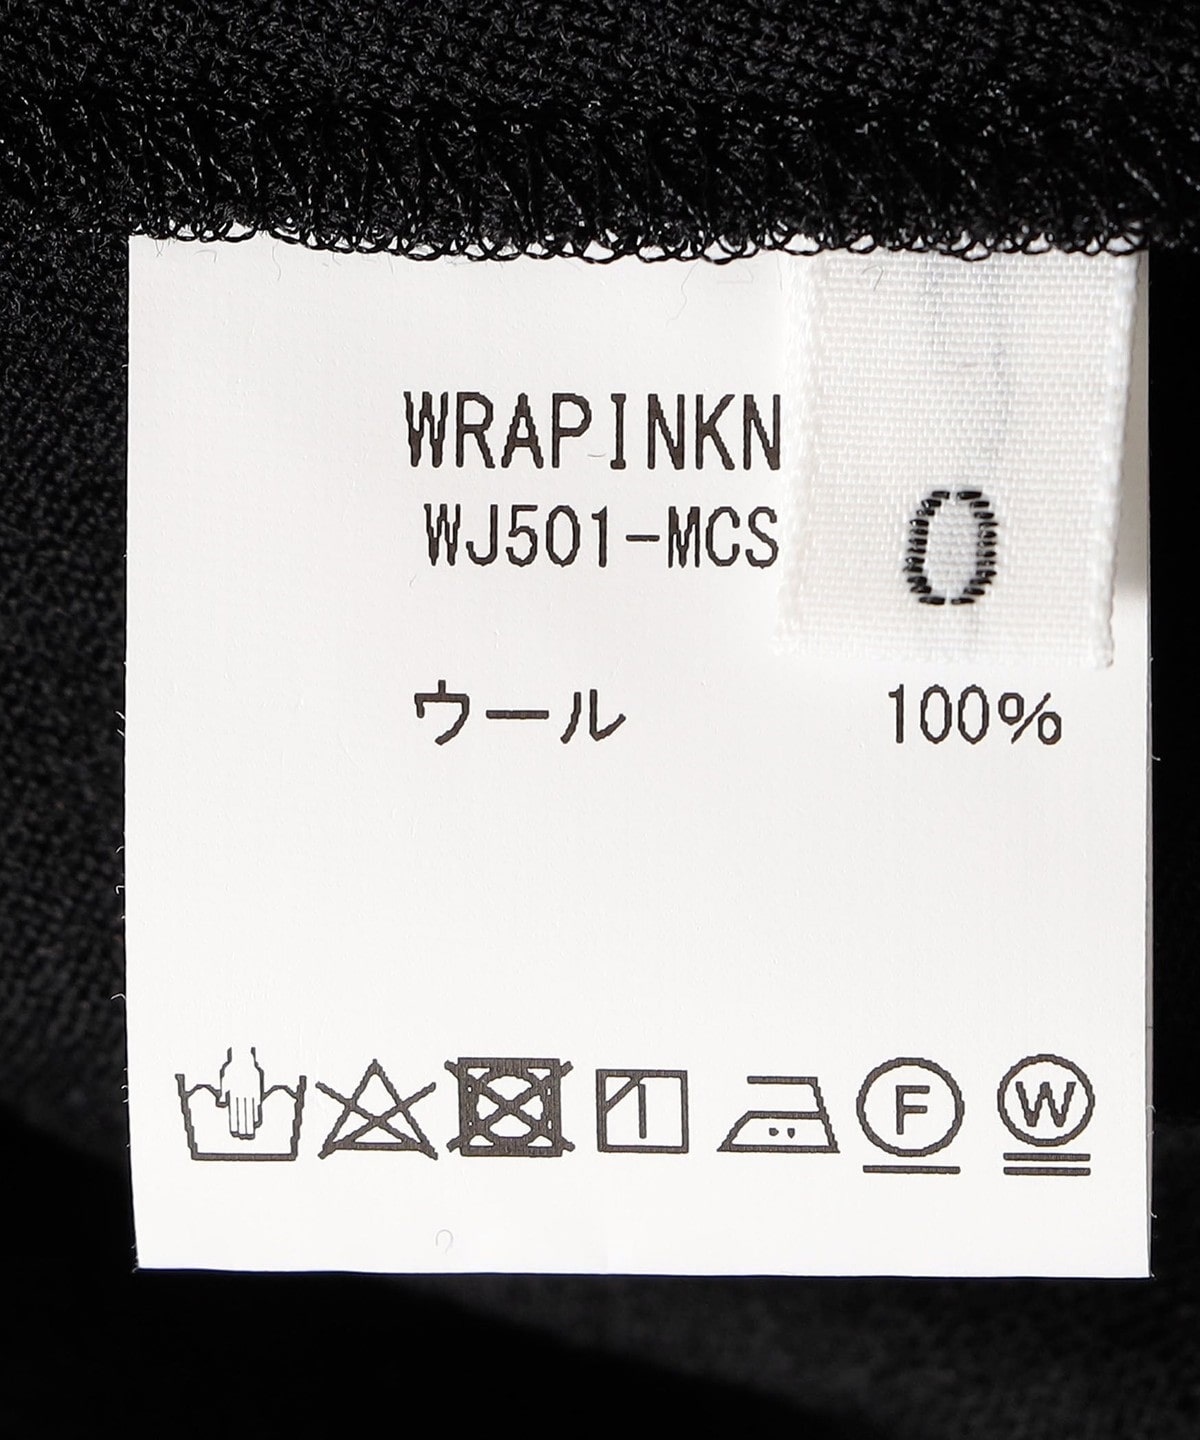 WRAPINKN
WJ501-MCS
0
ウール 100%
F W